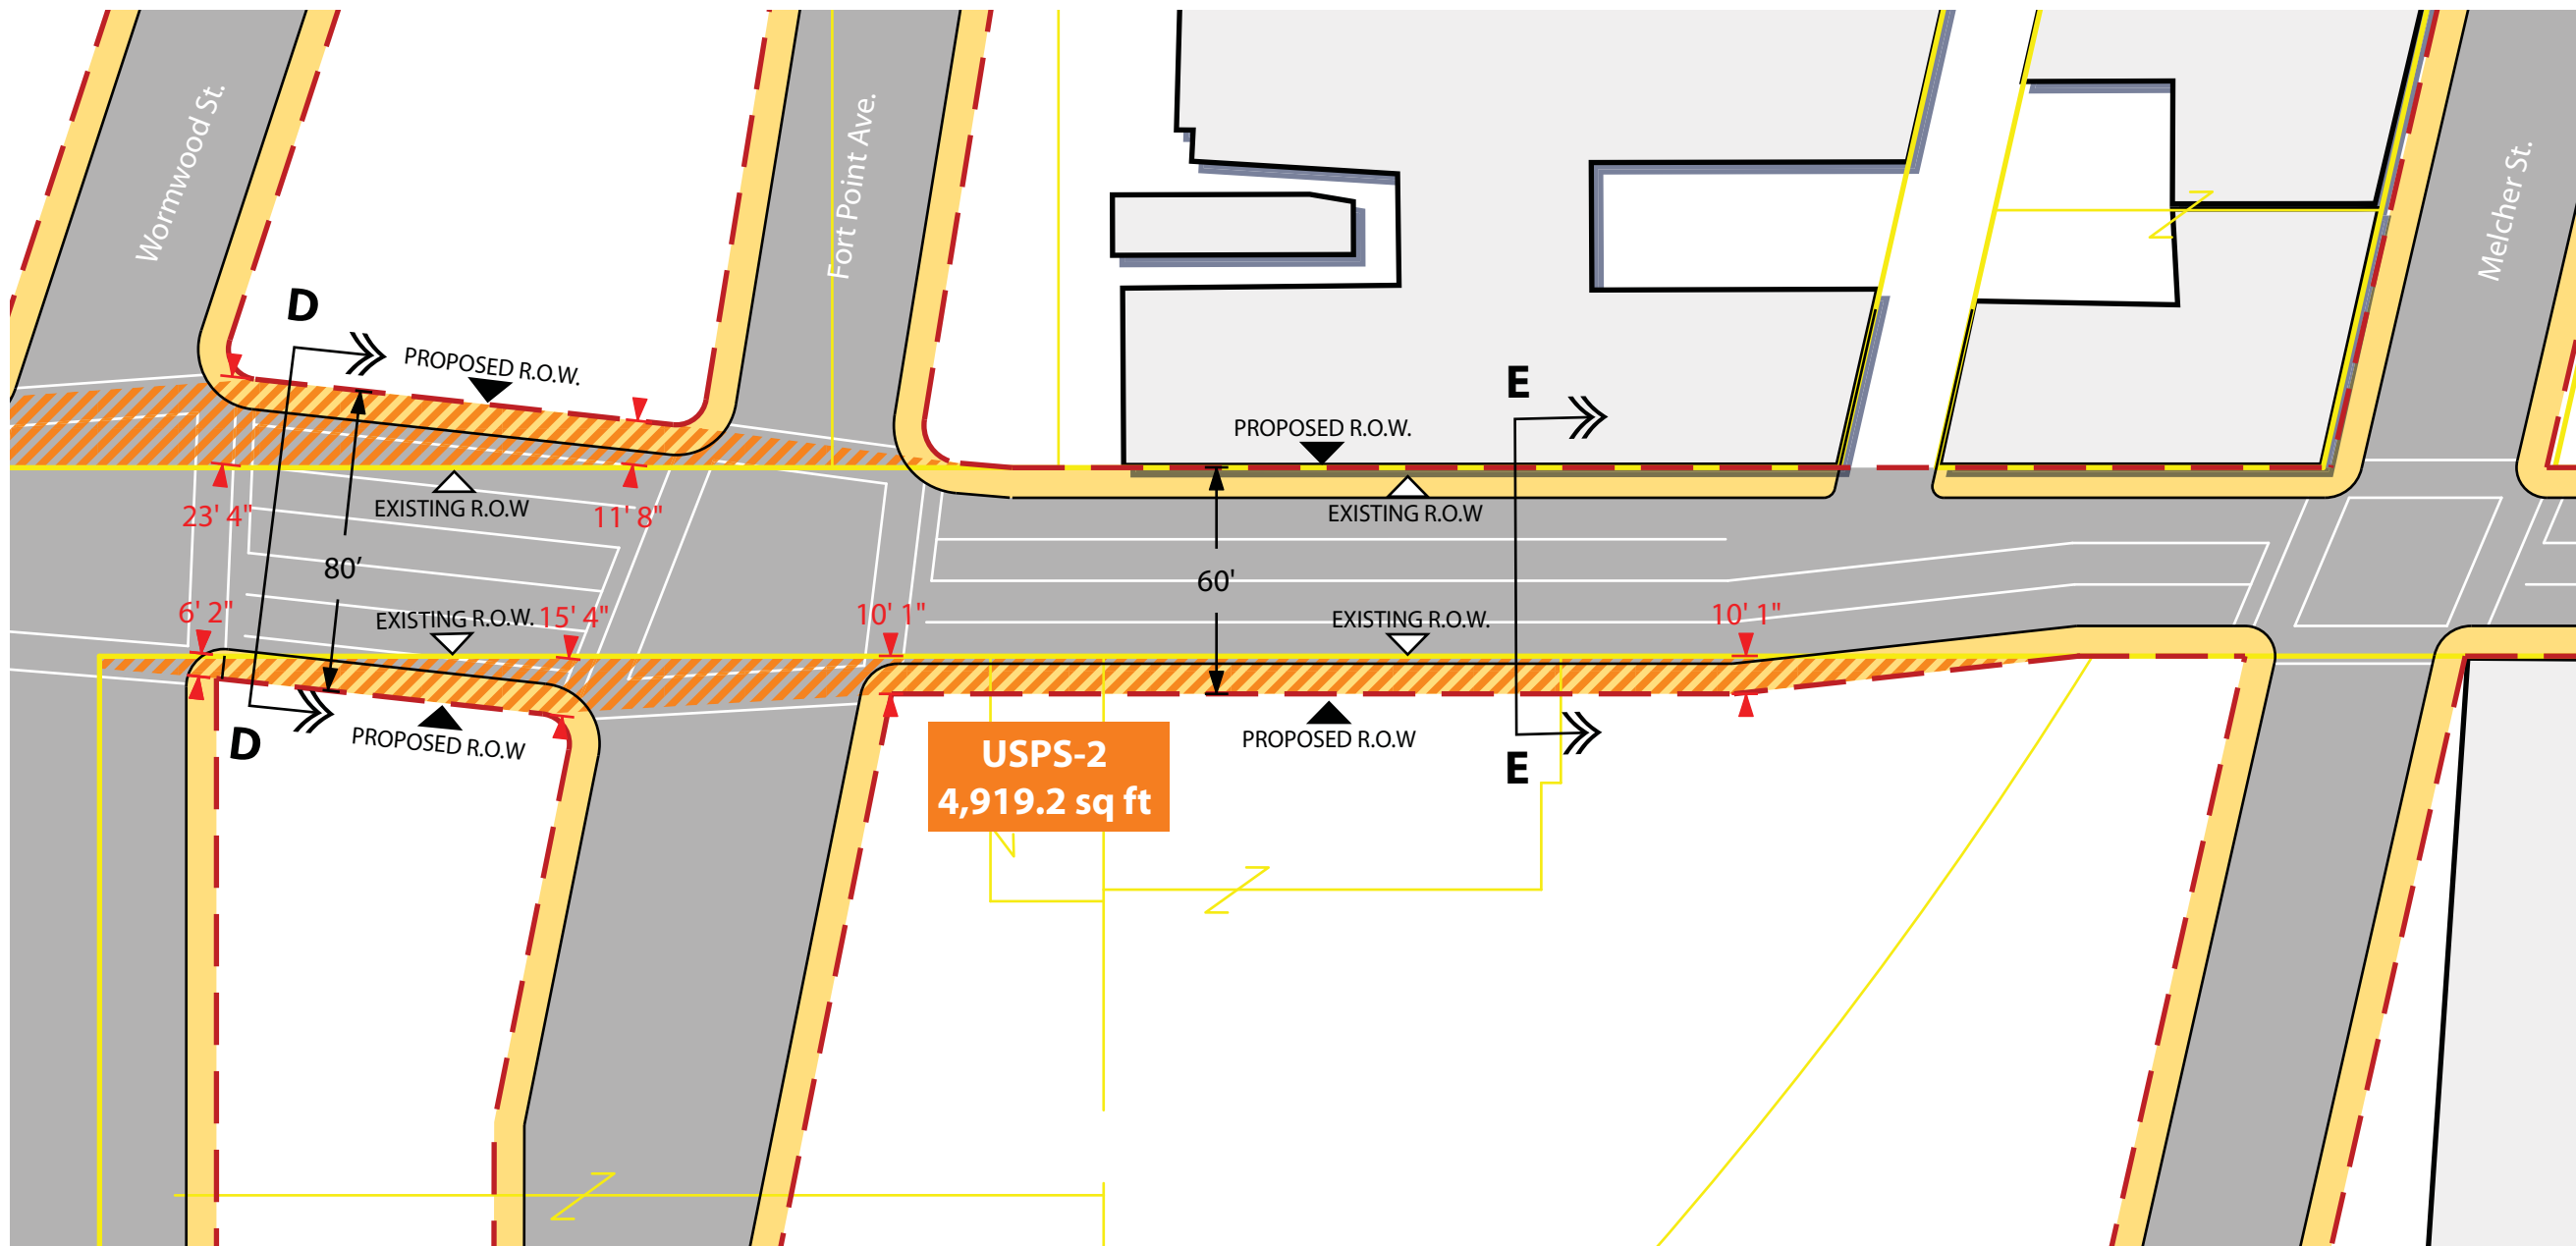 Wormwood St.
Fort Point Ave.
Melcher St.
D
PROPOSED R.O.W.
E
PROPOSED R.O.W.
EXISTING R.O.W
23' 4"
11' 8"
EXISTING R.O.W
80'
60'
6' 2"
EXISTING R.O.W.
15' 4"
10' 1"
EXISTING R.O.W.
10' 1"
D
PROPOSED R.O.W
USPS-2
4,919.2 sq ft
PROPOSED R.O.W
E